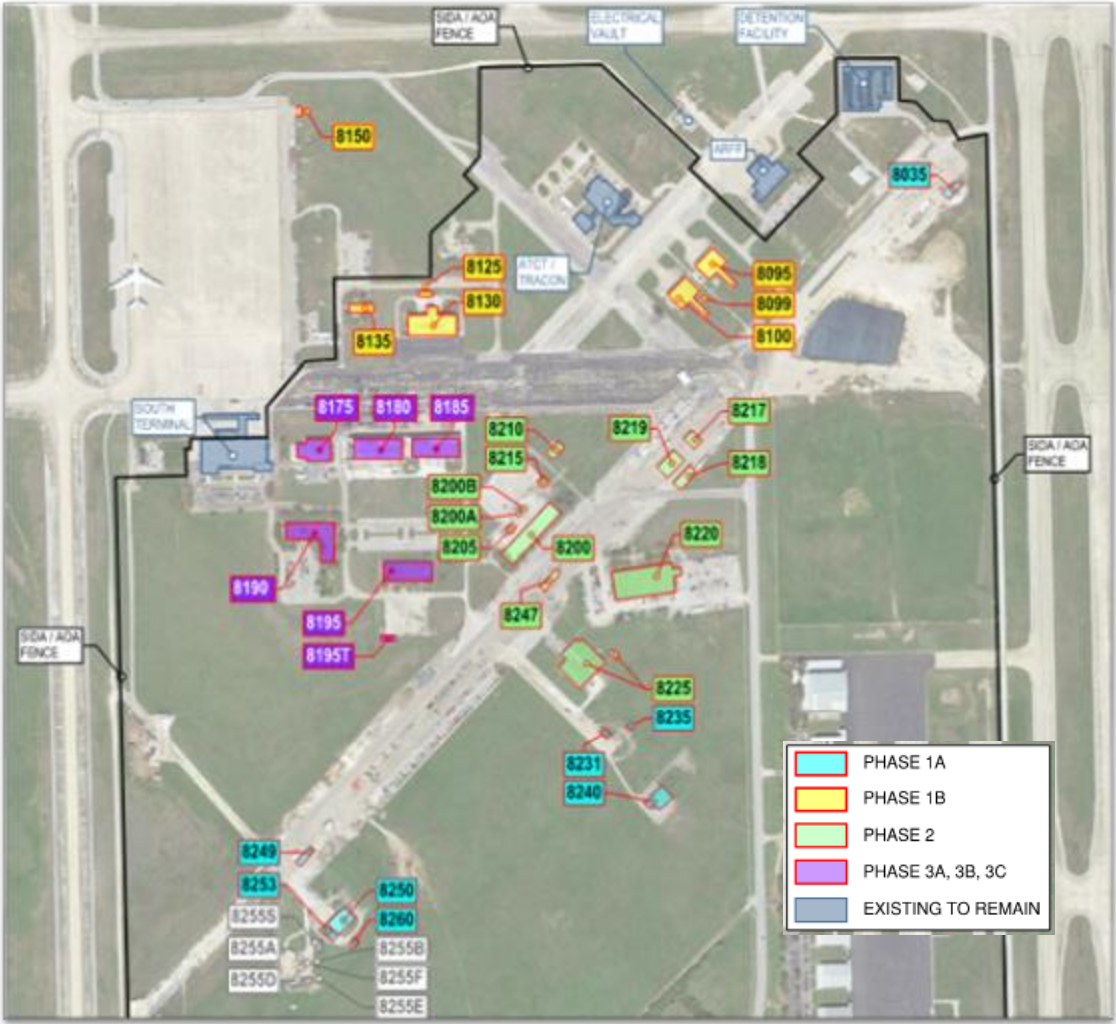 SIDA / AOA
FENCE
ELECTRICAL
VAULT
DETENTION
FACILITY
8150
ARFF
8035
8125
8130
8135
ATCT /
TRACON
8095
8099
8100
SOUTH
TERMINAL
8175
8180
8185
8210
8215
8219
8217
8218
8200B
8200A
8205
8200
8220
SIDA / AOA
FENCE
8190
8195
8195T
8247
SIDA / AOA
FENCE
8225
8235
8231
8240
PHASE 1A
PHASE 1B
PHASE 2
PHASE 3A, 3B, 3C
EXISTING TO REMAIN
8249
8253
8250
8260
8255S
8255A
8255D
8255B
8255F
8255E